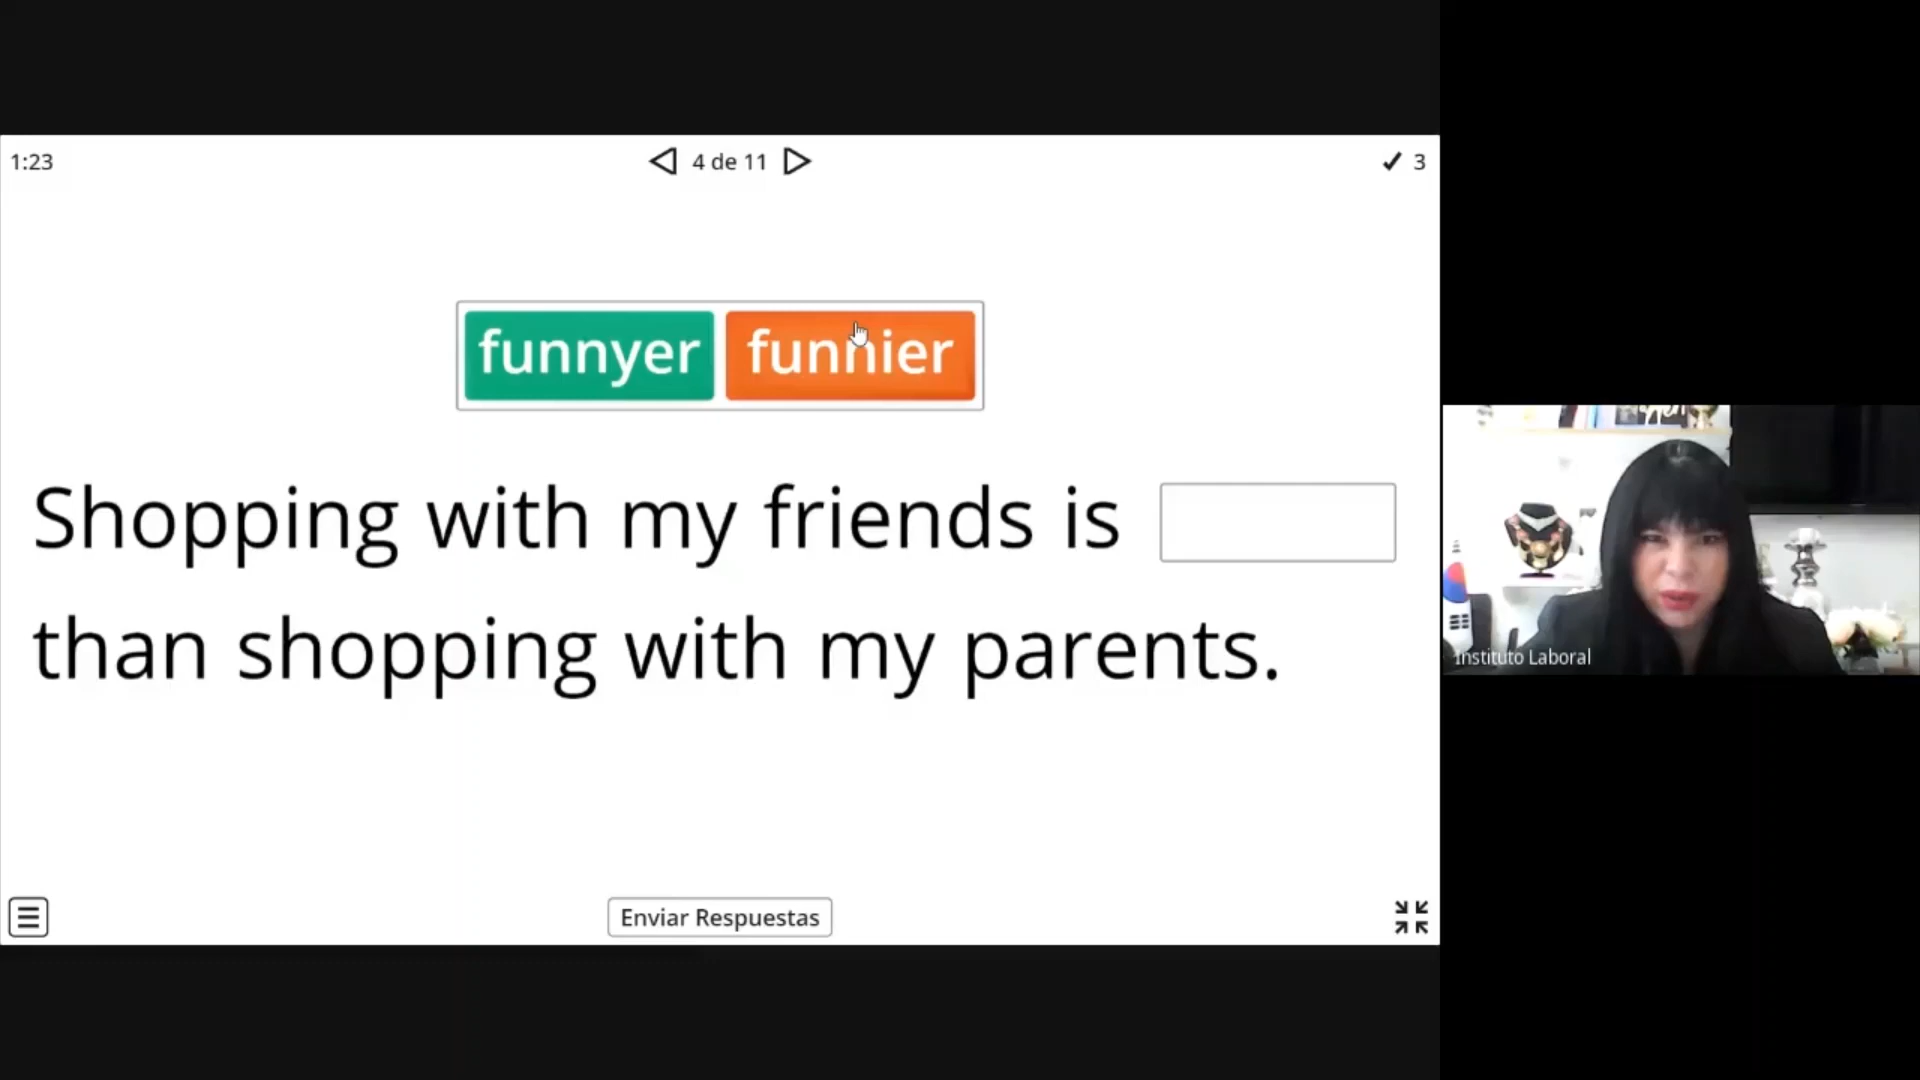 1:23
4 de 11
3
funnyer
funnier
Shopping with my friends is
than shopping with my parents.
Enviar Respuestas
Instituto Laboral